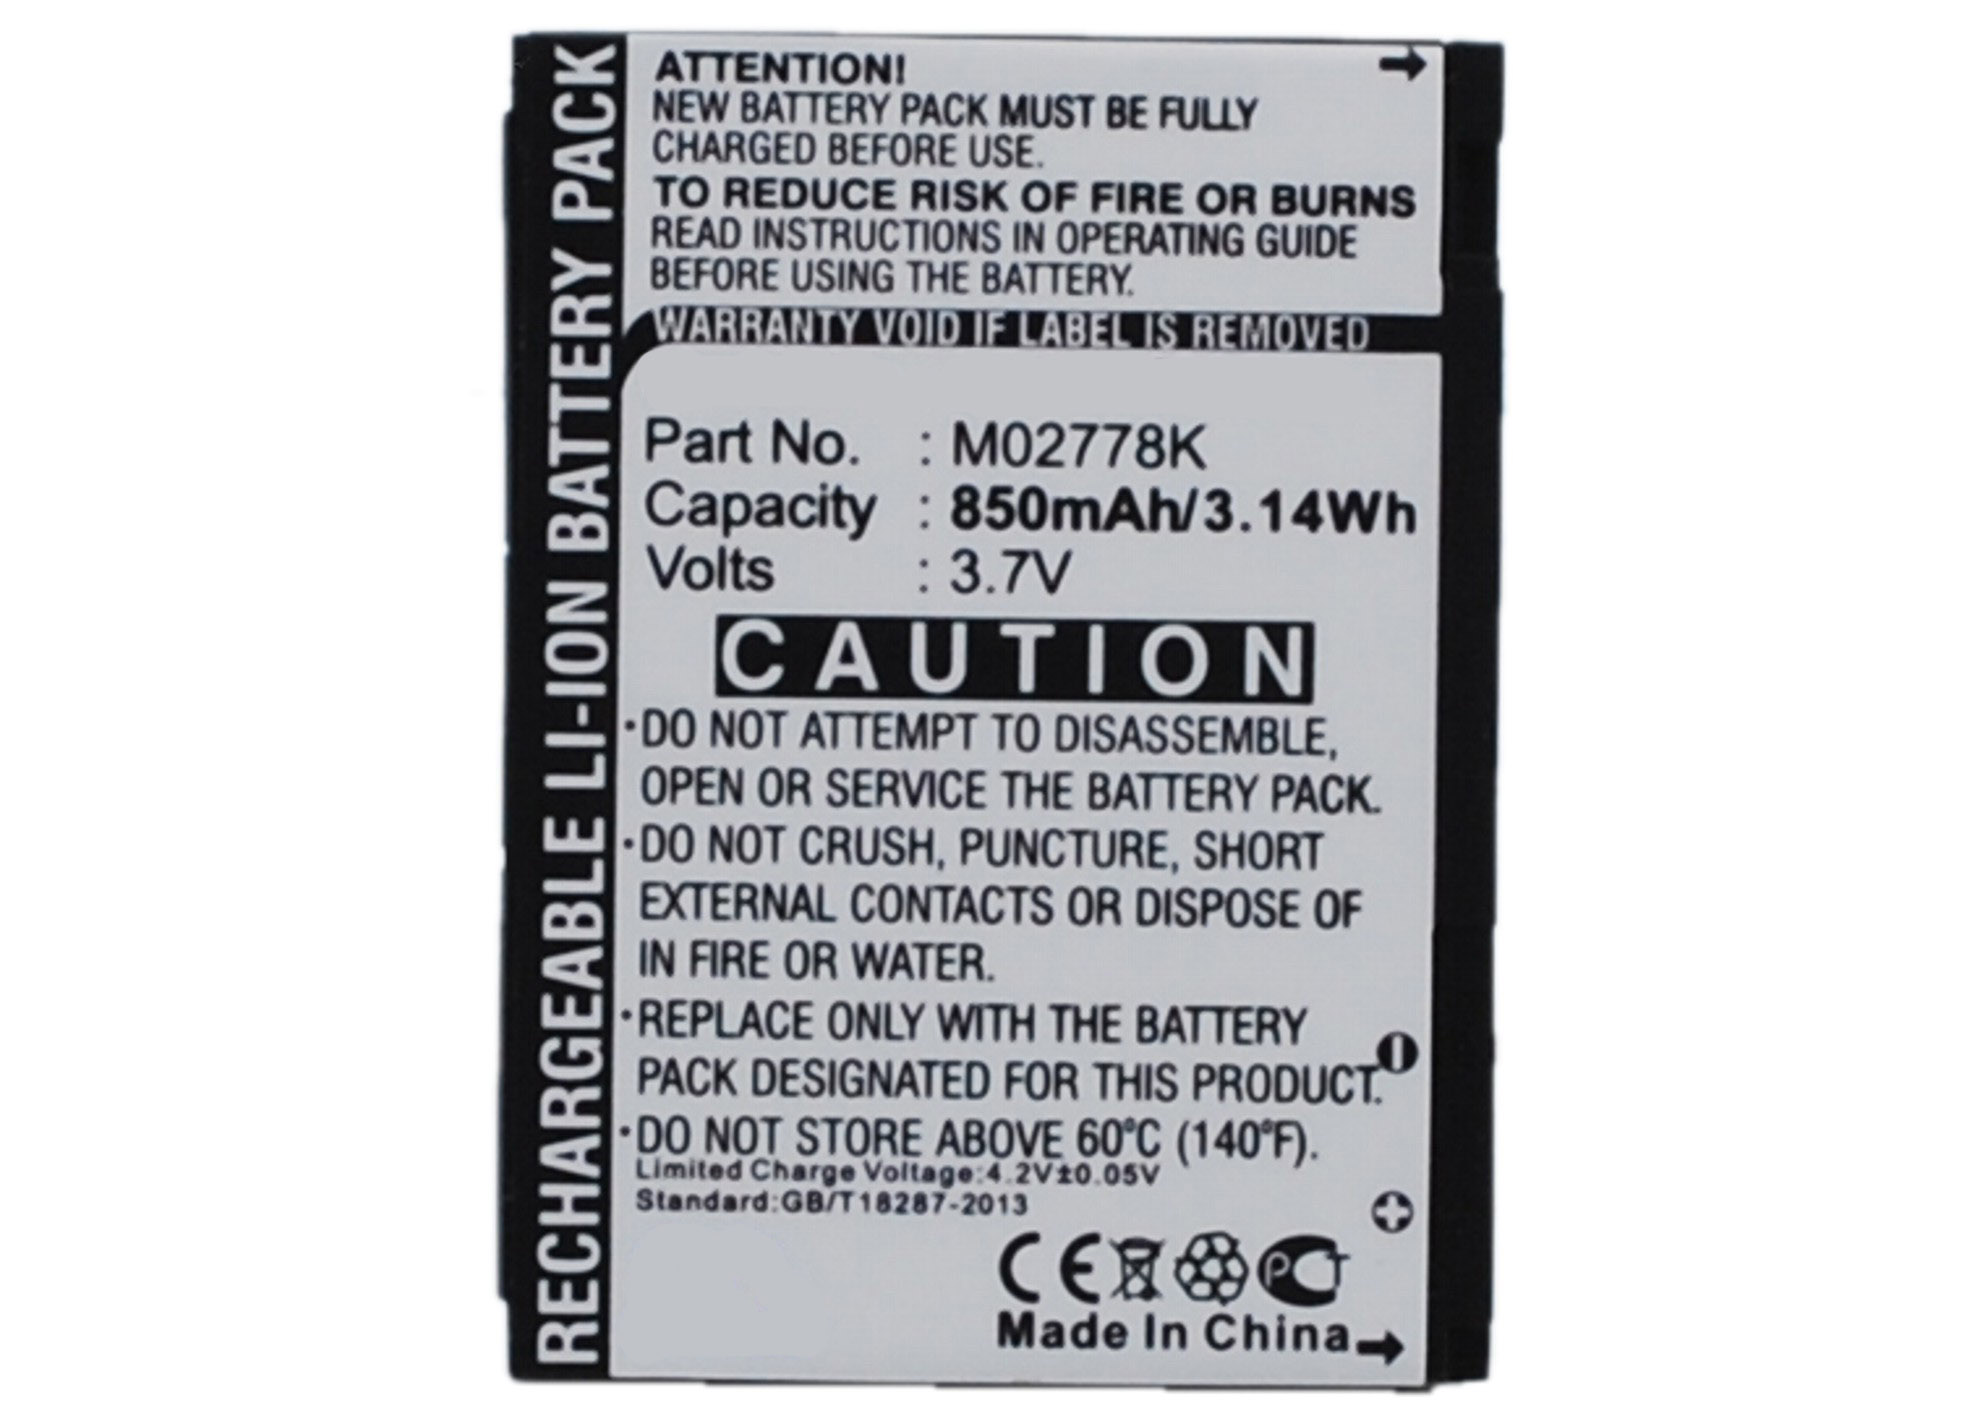 RECHARGEABLE LI-ION BATTERY PACK
ATTENTION!
NEW BATTERY PACK MUST BE FULLY
CHARGED BEFORE USE.
TO REDUCE RISK OF FIRE OR BURNS
READ INSTRUCTIONS IN OPERATING GUIDE
BEFORE USING THE BATTERY.
WARRANTY VOID IF LABEL IS REMOVED
Part No. : M02778K
Capacity : 850mAh/3.14Wh
Volts : 3.7V
CAUTION
·DO NOT ATTEMPT TO DISASSEMBLE,
OPEN OR SERVICE THE BATTERY PACK.
·DO NOT CRUSH, PUNCTURE, SHORT
EXTERNAL CONTACTS OR DISPOSE OF
IN FIRE OR WATER.
·REPLACE ONLY WITH THE BATTERY
PACK DESIGNATED FOR THIS PRODUCT.
·DO NOT STORE ABOVE 60°C (140°F).
Limited Charge Voltage:4.2V±0.05V
Standard:GB/T18287-2013
CE PCT
Made In China